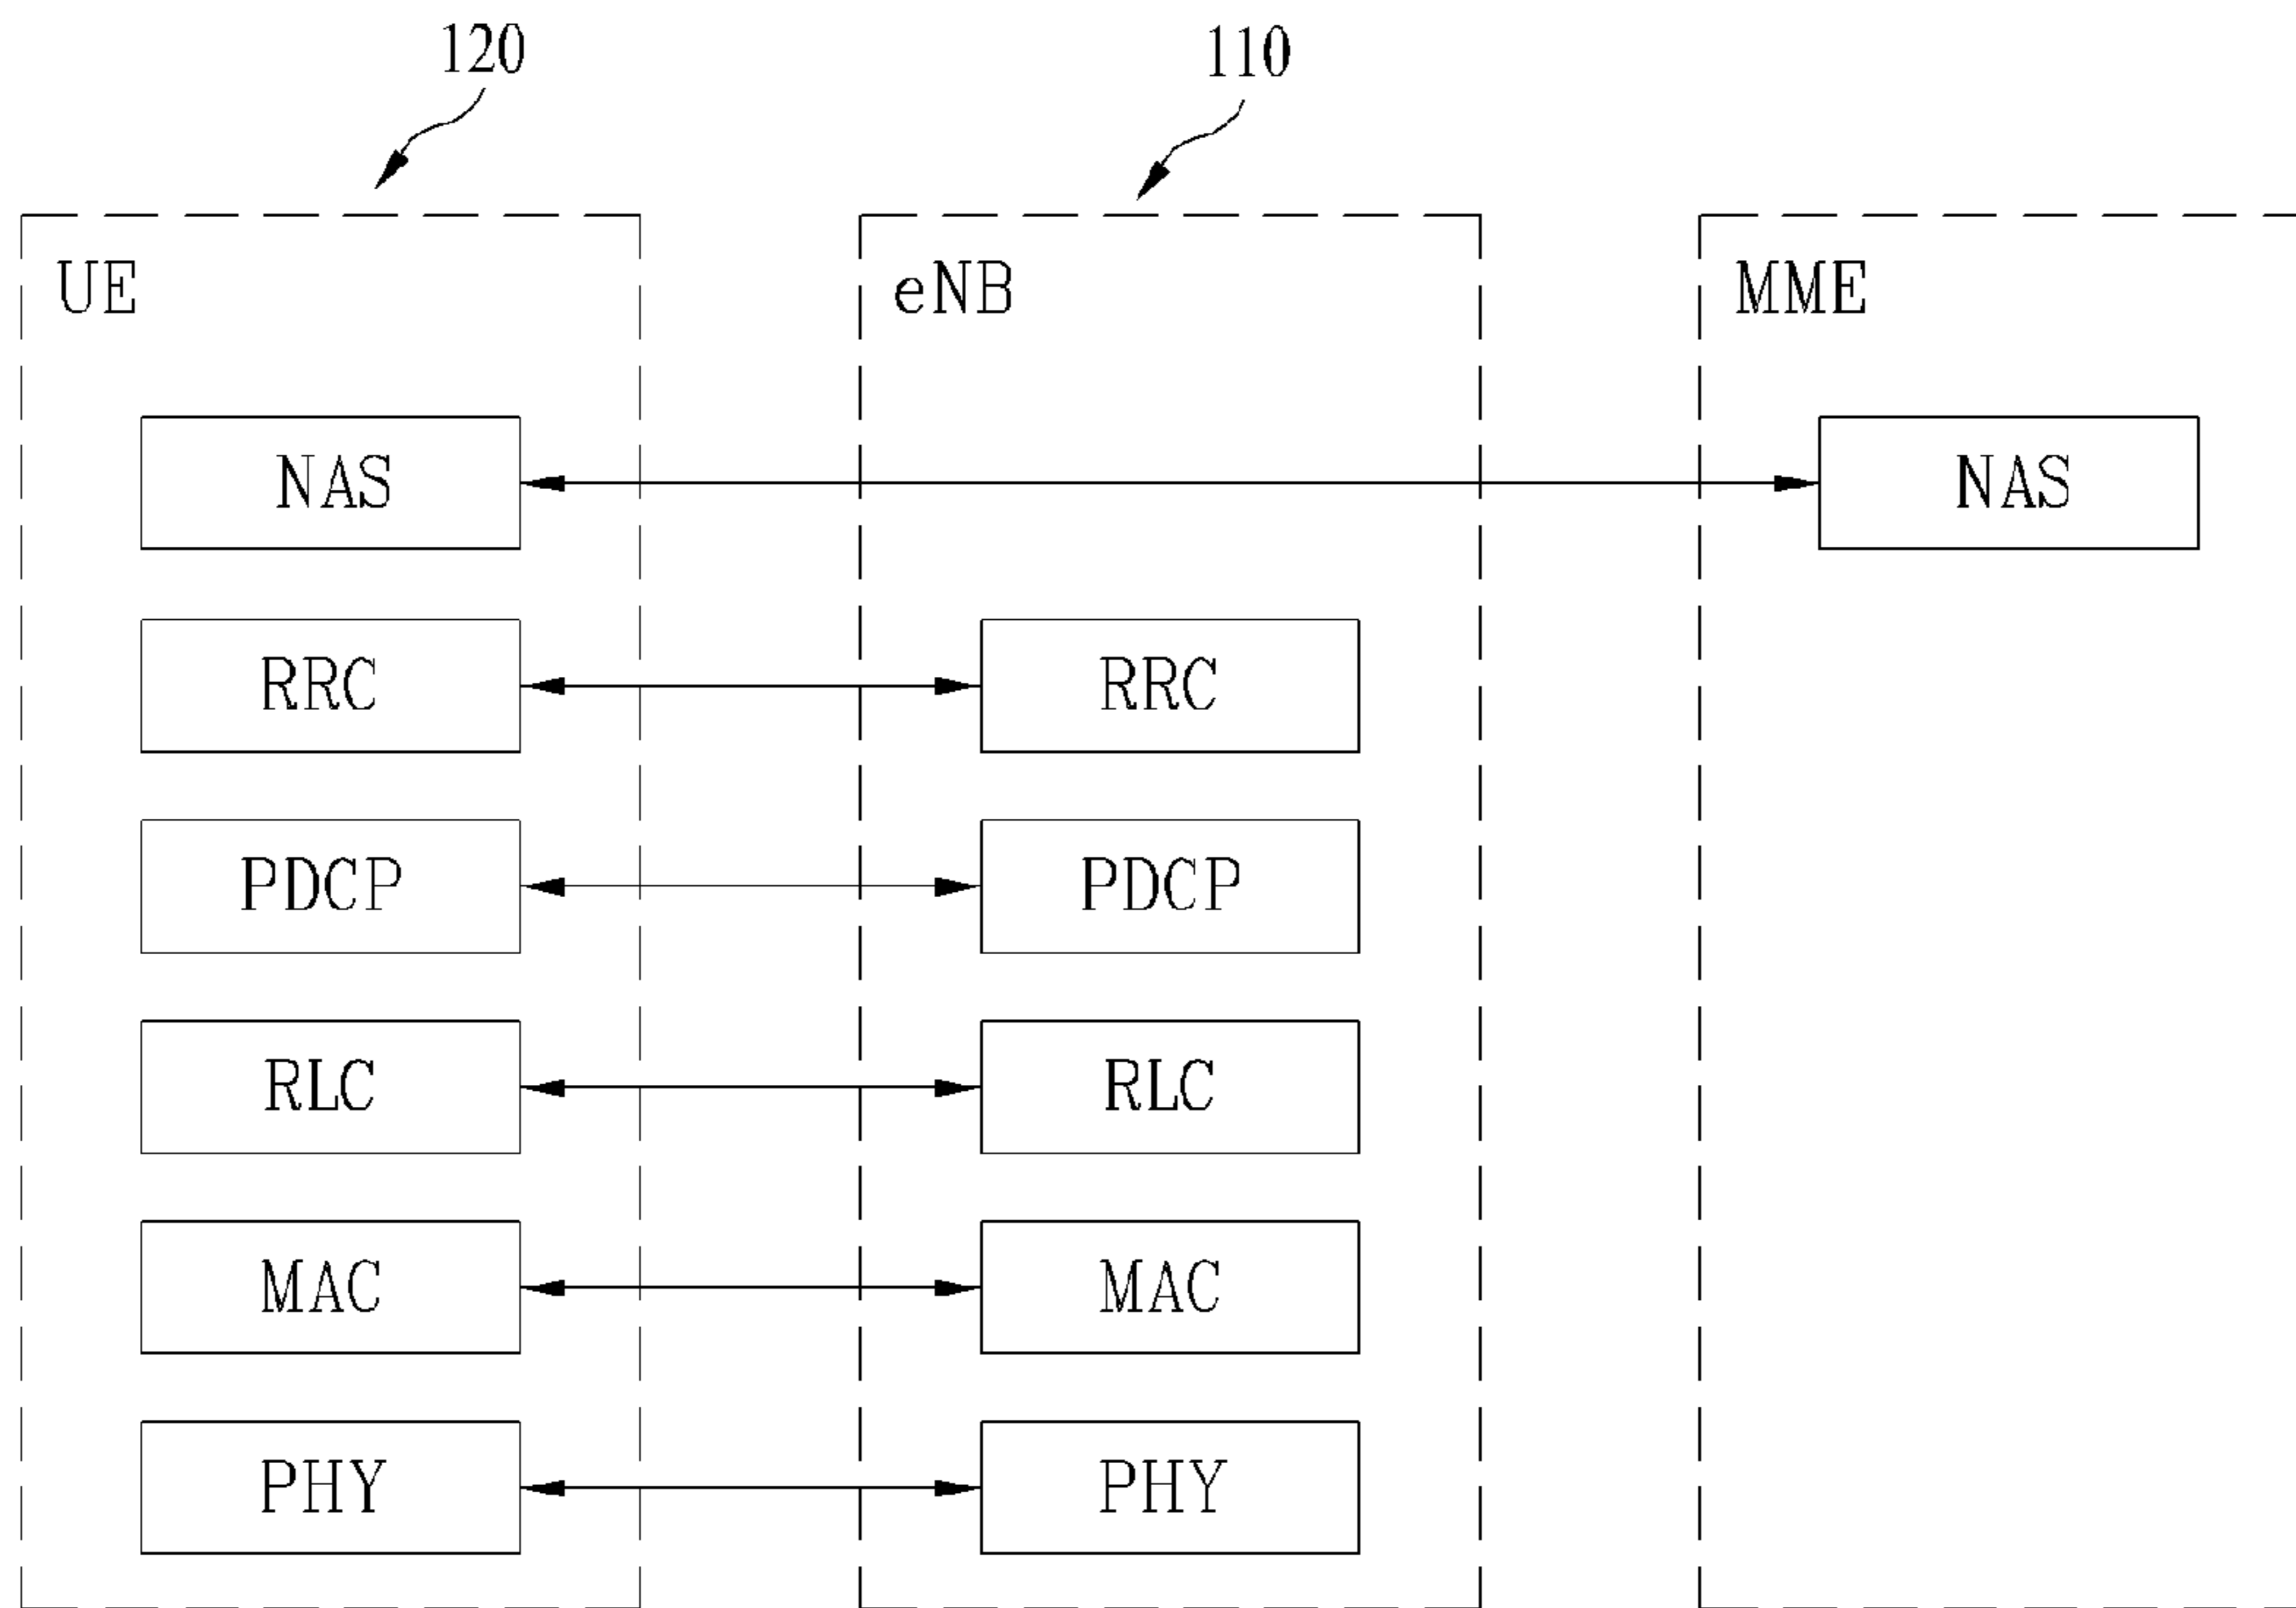 120 110
UE eNB MME
NAS NAS
RRC RRC
PDCP PDCP
RLC RLC
MAC MAC
PHY PHY